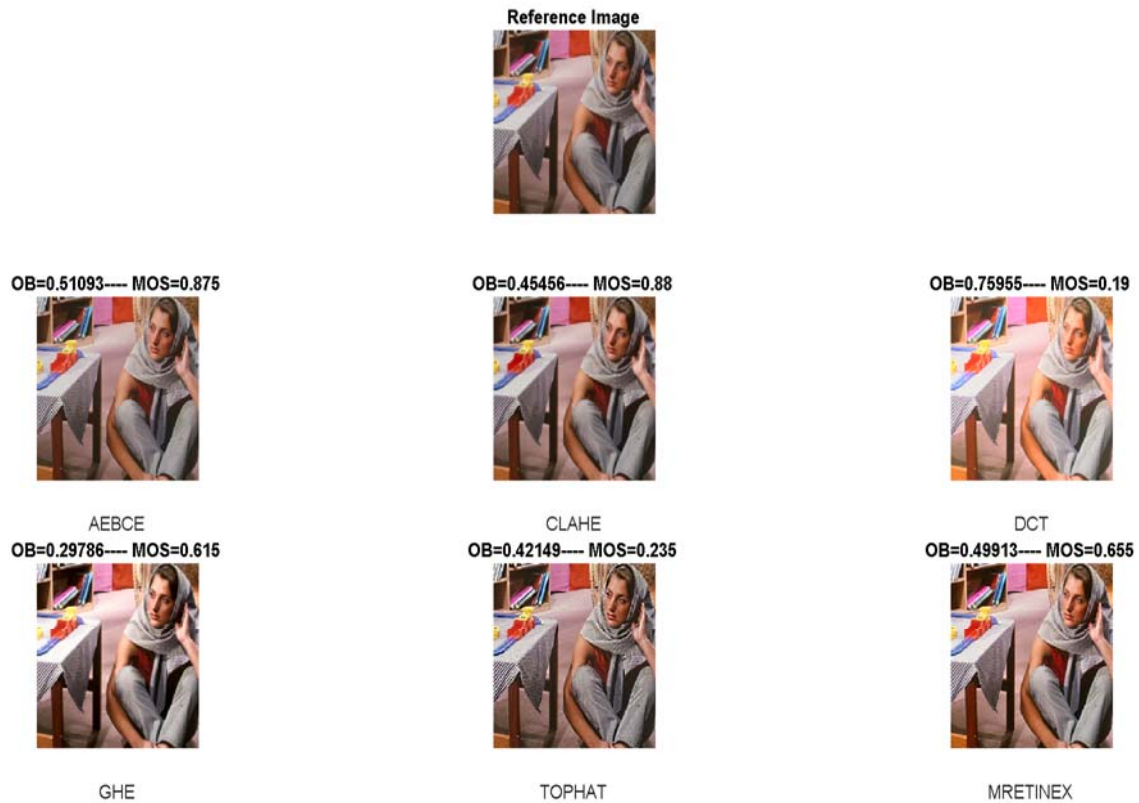 Reference Image
OB=0.51093---- MOS=0.875
OB=0.45456---- MOS=0.88
OB=0.75955---- MOS=0.19
AEBCE
CLAHE
DCT
OB=0.29786---- MOS=0.615
OB=0.42149---- MOS=0.235
OB=0.49913---- MOS=0.655
GHE
TOPHAT
MRETINEX